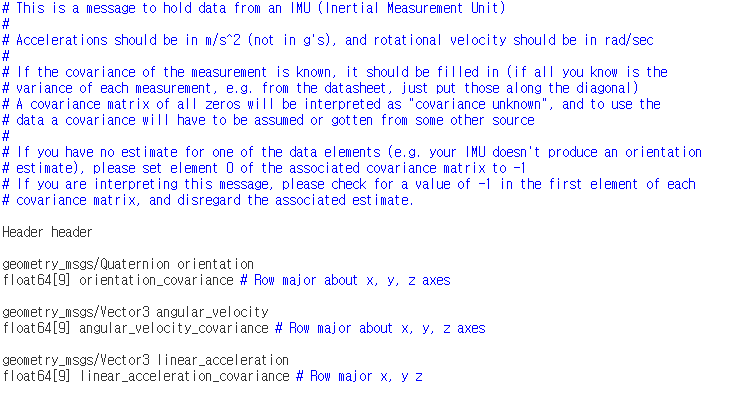 # This is a message to hold data from an IMU (Inertial Measurement Unit)
#
# Accelerations should be in m/s^2 (not in g's), and rotational velocity should be in rad/sec
#
# If the covariance of the measurement is known, it should be filled in (if all you know is the
# variance of each measurement, e.g. from the datasheet, just put those along the diagonal)
# A covariance matrix of all zeros will be interpreted as "covariance unknown", and to use the
# data a covariance will have to be assumed or gotten from some other source
#
# If you have no estimate for one of the data elements (e.g. your IMU doesn't produce an orientation
# estimate), please set element 0 of the associated covariance matrix to -1
# If you are interpreting this message, please check for a value of -1 in the first element of each
# covariance matrix, and disregard the associated estimate.

Header header

geometry_msgs/Quaternion orientation
float64[9] orientation_covariance # Row major about x, y, z axes

geometry_msgs/Vector3 angular_velocity
float64[9] angular_velocity_covariance # Row major about x, y, z axes

geometry_msgs/Vector3 linear_acceleration
float64[9] linear_acceleration_covariance # Row major x, y z